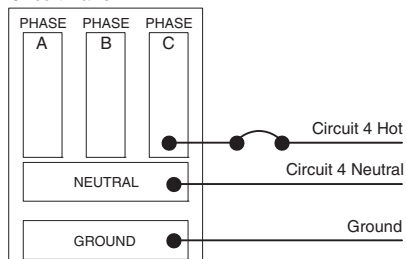 PHASE PHASE PHASE
A B C
Circuit 4 Hot
Circuit 4 Neutral
NEUTRAL
Ground
GROUND